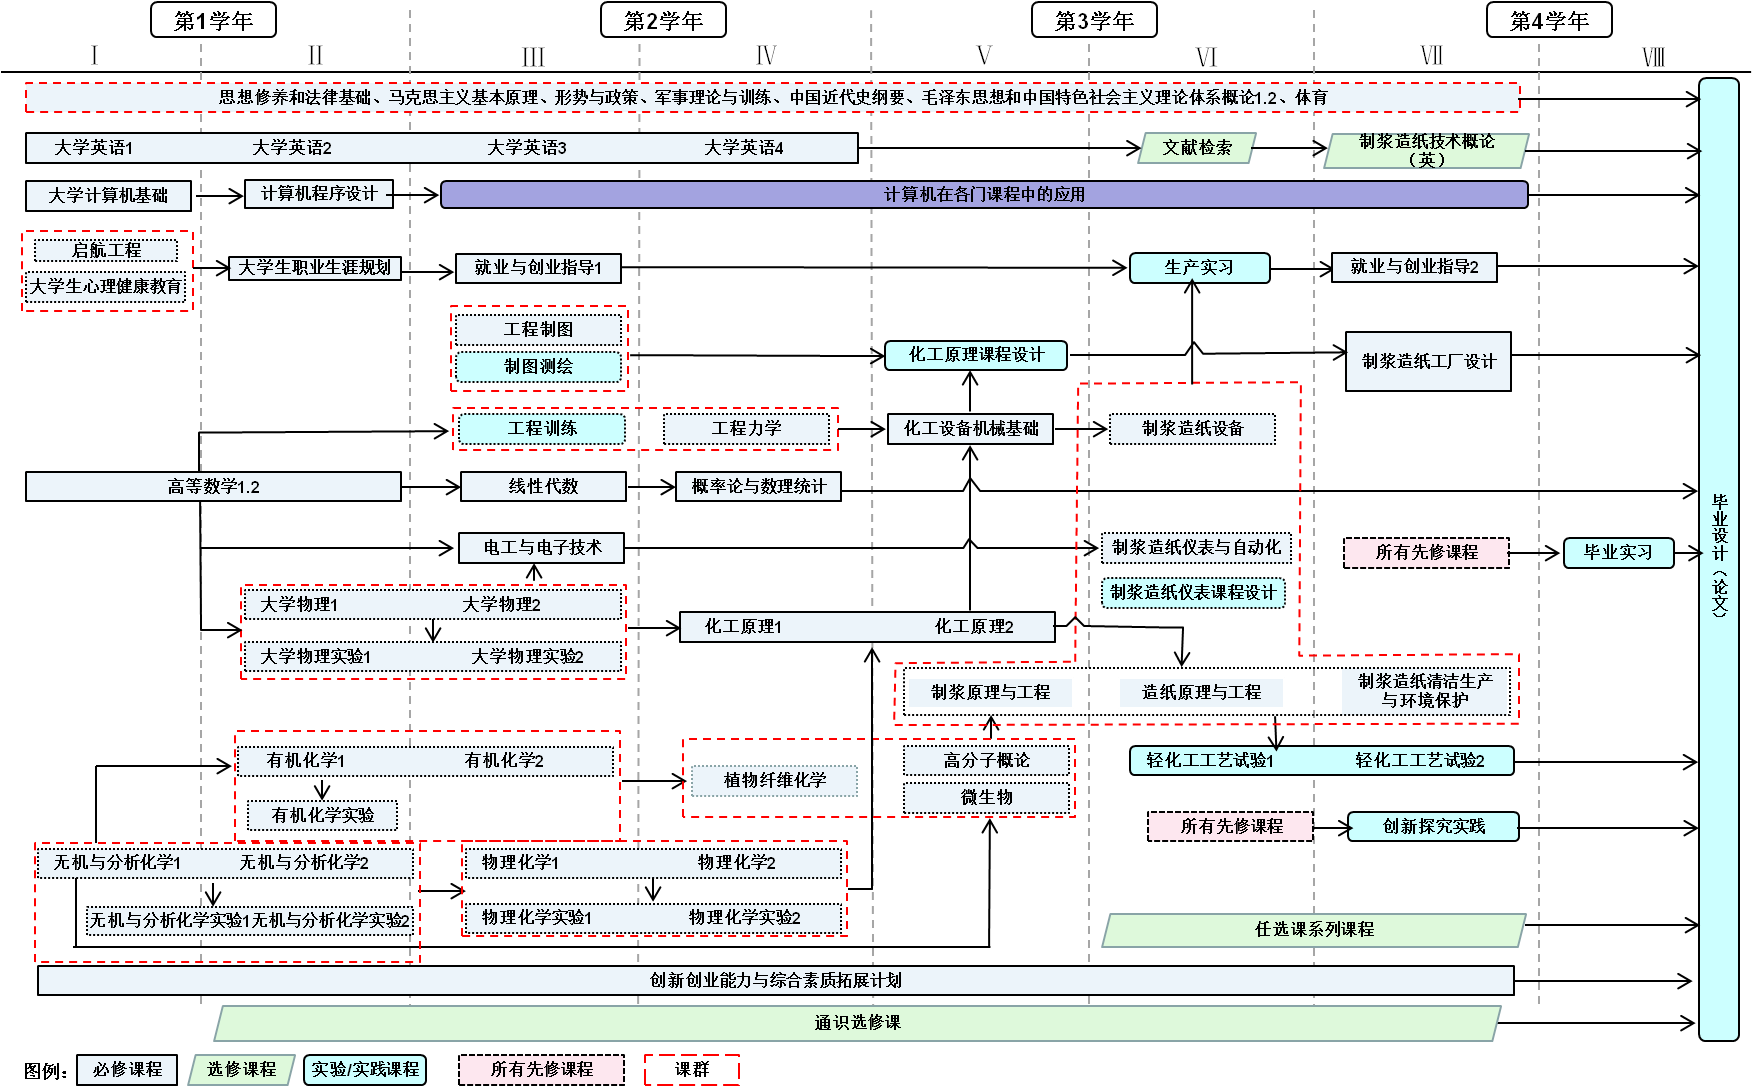 第1学年
第2学年
第3学年
第4学年
I
II
III
IV
V
VI
VII
VIII
思想修养和法律基础、马克思主义基本原理、形势与政策、军事理论与训练、中国近代史纲要、毛泽东思想和中国特色社会主义理论体系概论1.2、体育
大学英语1
大学英语2
大学英语3
大学英语4
文献检索
制浆造纸技术概论
（英）
大学计算机基础
计算机程序设计
计算机在各门课程中的应用
启航工程
大学生心理健康教育
大学生职业生涯规划
就业与创业指导1
生产实习
就业与创业指导2
工程制图
制图测绘
化工原理课程设计
制浆造纸工厂设计
工程训练
工程力学
化工设备机械基础
制浆造纸设备
高等数学1.2
线性代数
概率论与数理统计
电工与电子技术
制浆造纸仪表与自动化
所有先修课程
毕业实习
毕业设计（论文）
制浆造纸仪表课程设计
大学物理1
大学物理2
大学物理实验1
大学物理实验2
化工原理1
化工原理2
制浆原理与工程
造纸原理与工程
制浆造纸清洁生产
与环境保护
有机化学1
有机化学2
有机化学实验
植物纤维化学
高分子概论
微生物
轻化工工艺试验1
轻化工工艺试验2
所有先修课程
创新探究实践
无机与分析化学1
无机与分析化学2
无机与分析化学实验1
无机与分析化学实验2
物理化学1
物理化学2
物理化学实验1
物理化学实验2
任选课系列课程
创新创业能力与综合素质拓展计划
通识选修课
图例：
必修课程
选修课程
实验/实践课程
所有先修课程
课群